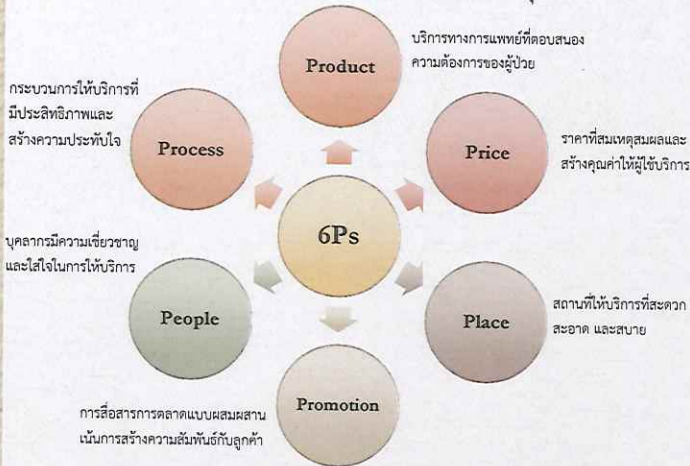 Product
บริการทางการแพทย์ที่ตอบสนอง
ความต้องการของผู้ป่วย
กระบวนการให้บริการที่
มีประสิทธิภาพและ
สร้างความประทับใจ
Process
Price
ราคาที่สมเหตุสมผลและ
สร้างคุณค่าให้ผู้ใช้บริการ
6Ps
บุคลากรมีความเชี่ยวชาญ
และใส่ใจในการให้บริการ
People
Place
สถานที่ให้บริการที่สะดวก
สะอาด และสบาย
Promotion
การสื่อสารการตลาดแบบผสมผสาน
เน้นการสร้างความสัมพันธ์กับลูกค้า